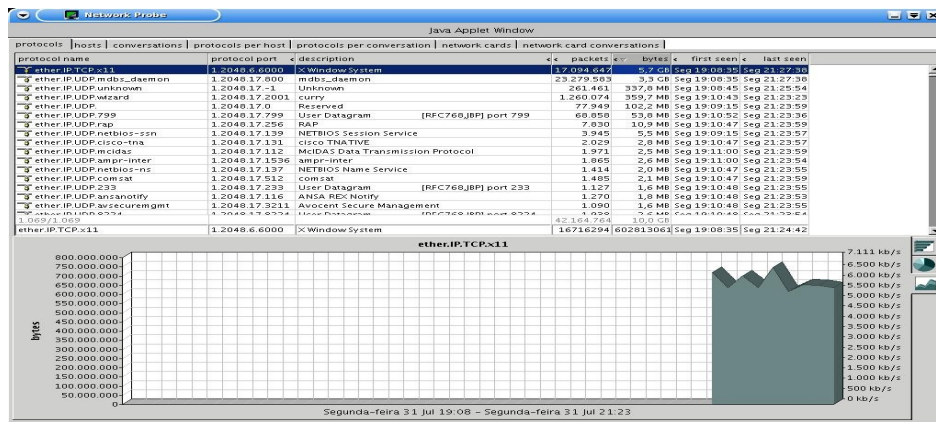 Network Probe
Java Applet Window
protocols hosts conversations protocols per host protocols per conversation network cards network card conversations
protocol name protocol port < description < < packets < bytes < first seen < last seen
ether.IP.TCP.x11 1.2048.6.6000 X Window System 17.094.647 5,7 GB Seg 19:08:35 Seg 21:27:38
ether.IP.UDP.mdbs_daemon 1.2048.17.800 mdbs_daemon 23.279.583 3,3 GB Seg 19:08:35 Seg 21:27:38
ether.IP.UDP.unknown 1.2048.17.-1 Unknown 261.461 337,8 MB Seg 19:08:45 Seg 21:25:54
ether.IP.UDP.wizard 1.2048.17.2001 curry 1.260.074 359,7 MB Seg 19:10:43 Seg 21:23:23
ether.IP.UDP. 1.2048.17.0 Reserved 77.949 102,2 MB Seg 19:09:15 Seg 21:23:59
ether.IP.UDP.799 1.2048.17.799 User Datagram [RFC768,JBP] port 799 68.858 53,8 MB Seg 19:10:52 Seg 21:23:36
ether.IP.UDP.rap 1.2048.17.256 RAP 7.830 10,9 MB Seg 19:10:47 Seg 21:23:59
ether.IP.UDP.netbios-ssn 1.2048.17.139 NETBIOS Session Service 3.945 5,5 MB Seg 19:09:15 Seg 21:23:57
ether.IP.UDP.cisco-tna 1.2048.17.131 cisco TNATIVE 2.029 2,8 MB Seg 19:10:47 Seg 21:23:57
ether.IP.UDP.mcidas 1.2048.17.112 McIDAS Data Transmission Protocol 1.971 2,5 MB Seg 19:11:00 Seg 21:23:59
ether.IP.UDP.ampr-inter 1.2048.17.1536 ampr-inter 1.865 2,6 MB Seg 19:11:00 Seg 21:23:54
ether.IP.UDP.netbios-ns 1.2048.17.137 NETBIOS Name Service 1.414 2,0 MB Seg 19:10:47 Seg 21:23:55
ether.IP.UDP.comsat 1.2048.17.512 comsat 1.485 2,1 MB Seg 19:10:47 Seg 21:23:59
ether.IP.UDP.233 1.2048.17.233 User Datagram [RFC768,JBP] port 233 1.127 1,6 MB Seg 19:10:48 Seg 21:23:55
ether.IP.UDP.ansanotify 1.2048.17.116 ANSA REX Notify 1.270 1,8 MB Seg 19:10:48 Seg 21:23:53
ether.IP.UDP.avsecuremgmt 1.2048.17.3211 Avocent Secure Management 1.090 1,6 MB Seg 19:10:48 Seg 21:23:54
ether.IP.UDP.8224 1.2048.17.8224 User Datagram [RFC768,JBP] port 8224
1.069/1.069 42.164.764 10,0 GB
ether.IP.TCP.x11 1.2048.6.6000 X Window System 16716294 602813061 Seg 19:08:35 Seg 21:24:42
ether.IP.TCP.x11
800.000.000 7.111 kb/s
750.000.000 6.500 kb/s
700.000.000 6.000 kb/s
650.000.000 5.500 kb/s
600.000.000 5.000 kb/s
550.000.000 4.500 kb/s
500.000.000 4.000 kb/s
450.000.000 3.500 kb/s
400.000.000 3.000 kb/s
350.000.000 2.500 kb/s
300.000.000 2.000 kb/s
250.000.000 1.500 kb/s
200.000.000 1.000 kb/s
150.000.000 500 kb/s
100.000.000 0 kb/s
50.000.000
0
bytes
Segunda-feira 31 Jul 19:08 - Segunda-feira 31 Jul 21:23